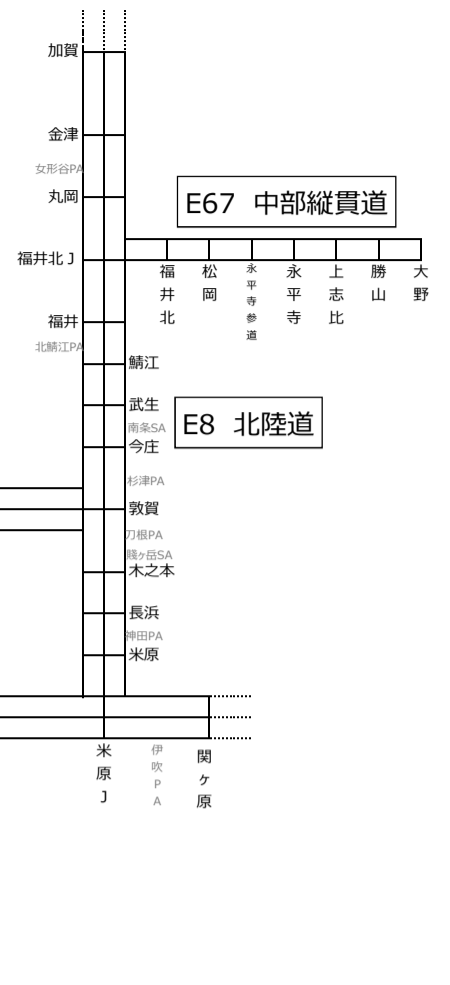 加賀
金津
女形谷PA
丸岡
E67 中部縦貫道
福井北J
福井北
松岡
永平寺参道
永平寺
上志比
勝山
大野
福井
北鯖江PA
鯖江
武生
E8 北陸道
南条SA
今庄
杉津PA
敦賀
刀根PA
賤ヶ岳SA
木之本
長浜
神田PA
米原
米原J
伊吹PA
関ヶ原